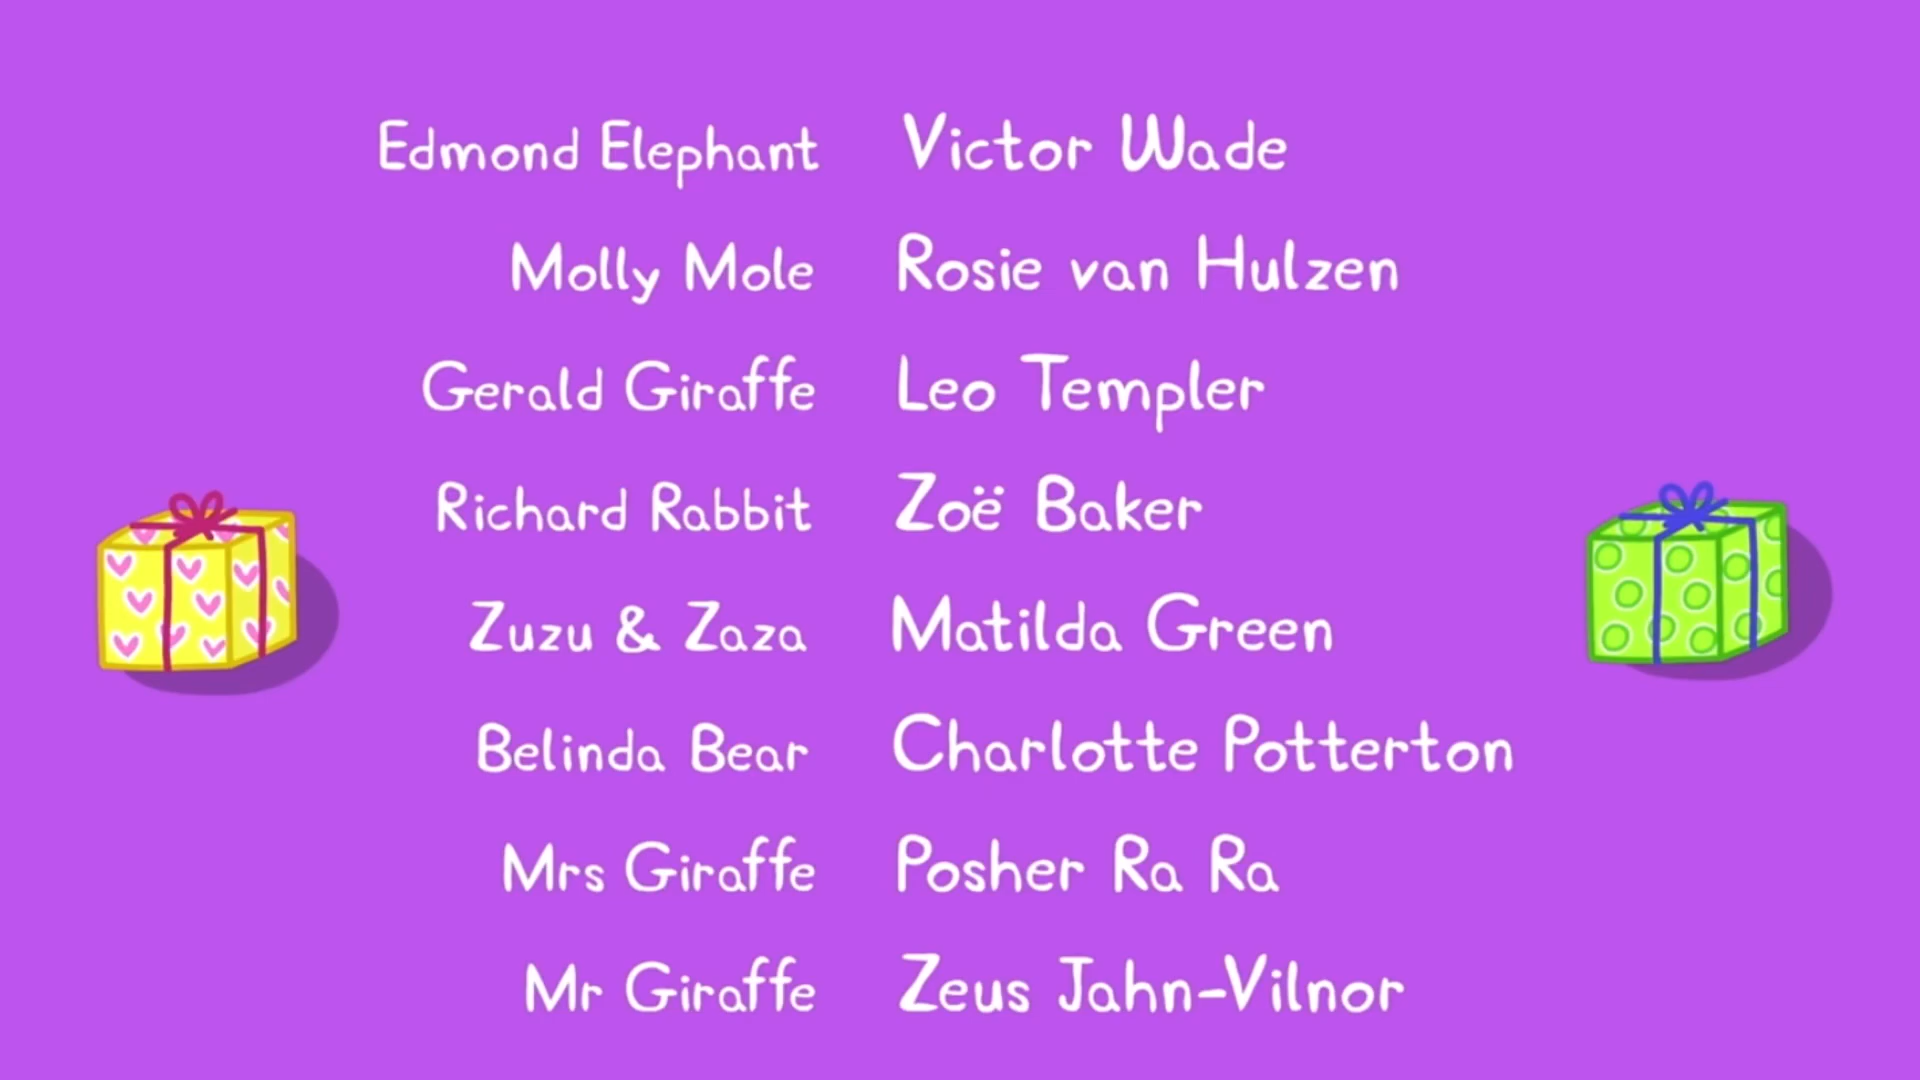 Edmond Elephant Victor Wade
Molly Mole Rosie van Hulzen
Gerald Giraffe Leo Templer
Richard Rabbit Zoë Baker
Zuzu & Zaza Matilda Green
Belinda Bear Charlotte Potterton
Mrs Giraffe Posher Ra Ra
Mr Giraffe Zeus Jahn-Vilnor